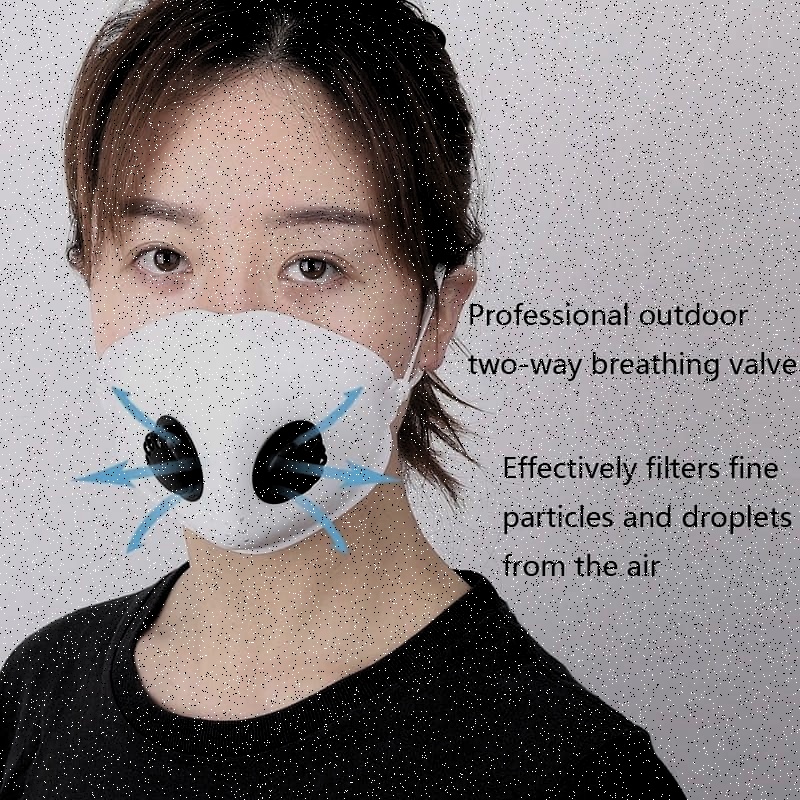 Professional outdoor
two-way breathing valve
Effectively filters fine
particles and droplets
from the air